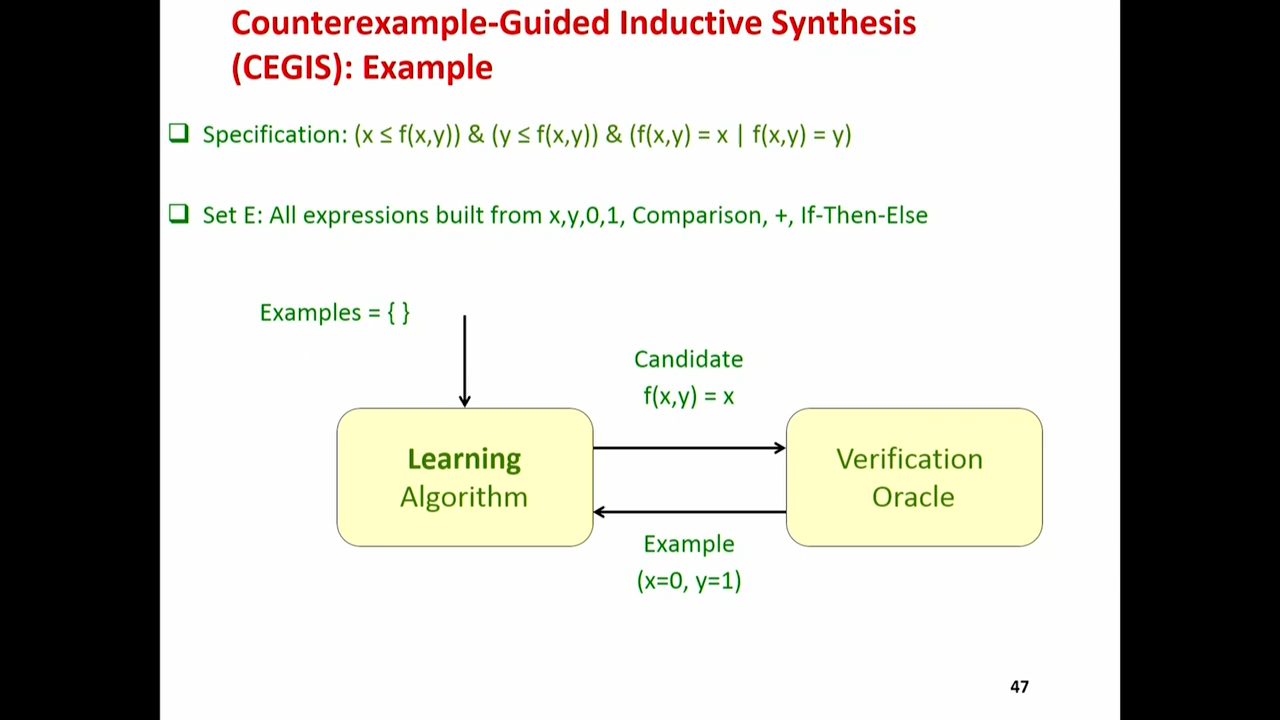 Counterexample-Guided Inductive Synthesis
(CEGIS): Example
Specification: (x ≤ f(x,y)) & (y ≤ f(x,y)) & (f(x,y) = x | f(x,y) = y)
Set E: All expressions built from x,y,0,1, Comparison, +, If-Then-Else
Examples = { }
Candidate
f(x,y) = x
Learning
Algorithm
Verification
Oracle
Example
(x=0, y=1)
47